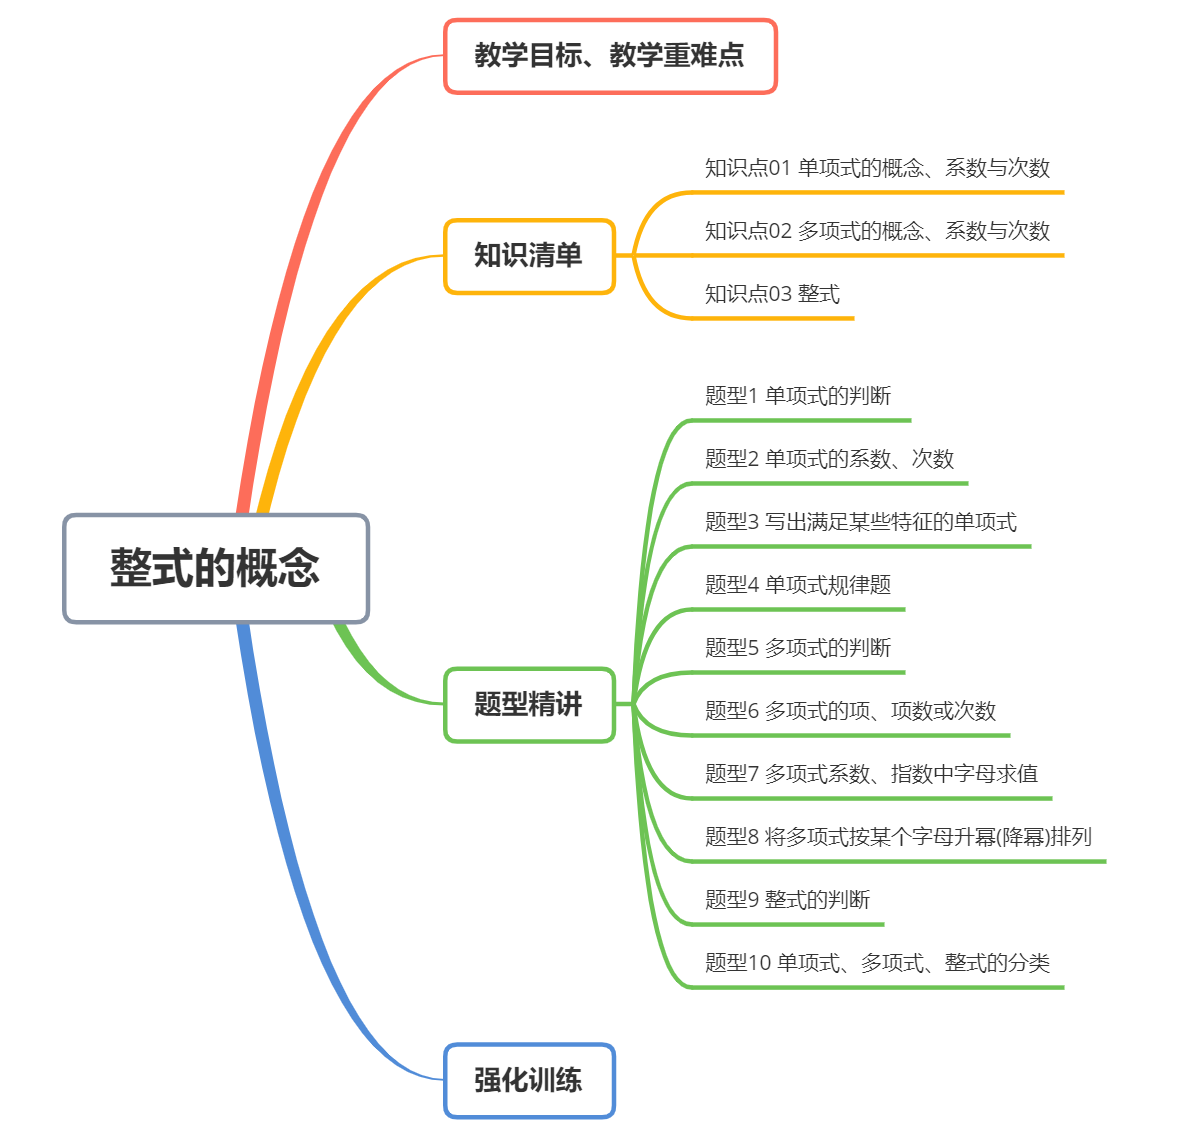 教学目标、教学重难点
知识点01 单项式的概念、系数与次数
知识点02 多项式的概念、系数与次数
知识清单
知识点03 整式
题型1 单项式的判断
题型2 单项式的系数、次数
题型3 写出满足某些特征的单项式
整式的概念
题型4 单项式规律题
题型5 多项式的判断
题型精讲
题型6 多项式的项、项数或次数
题型7 多项式系数、指数中字母求值
题型8 将多项式按某个字母升幂(降幂)排列
题型9 整式的判断
题型10 单项式、多项式、整式的分类
强化训练